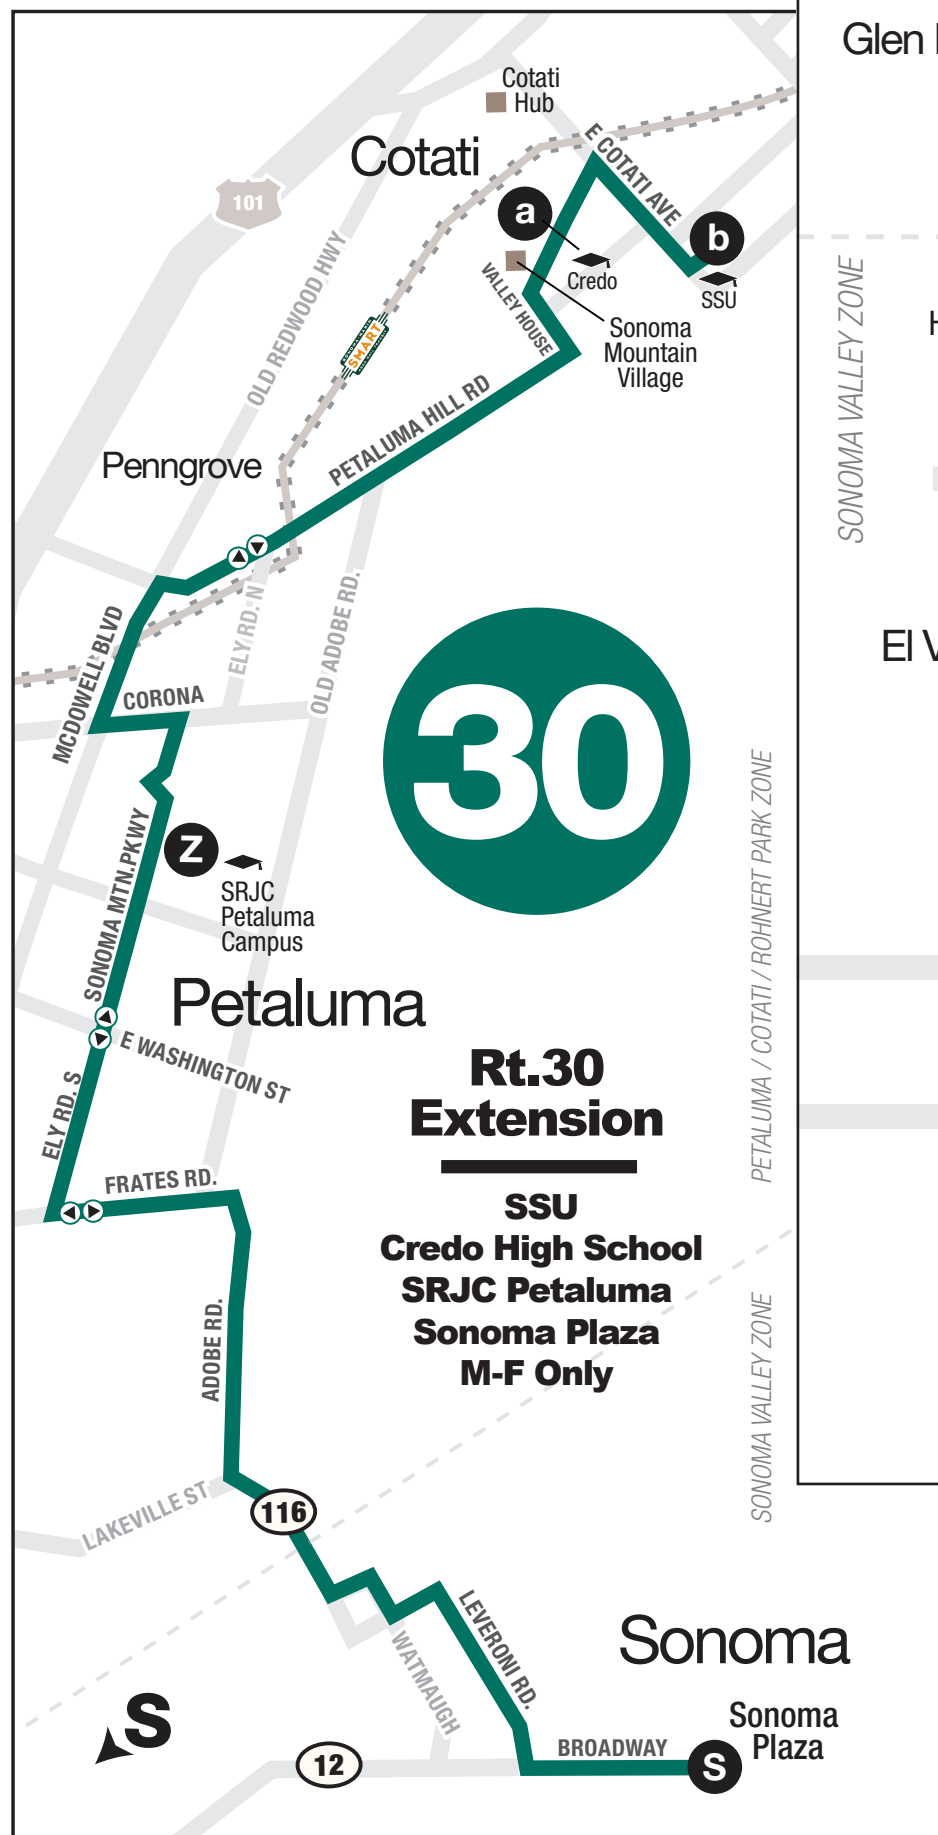 Glen
Cotati
Hub
Cotati
E COTATI AVE
101
a
b
Credo
SSU
OLD REDWOOD HWY
VALLEY HOUSE
SONOMA VALLEY ZONE
H
Sonoma
Mountain
Village
SMART
PETALUMA HILL RD
Penngrove
ELY RD. N
OLD ADOBE RD.
MCDOWELL BLVD
El V
CORONA
30
Z
SRJC
Petaluma
Campus
SONOMA MTN.PKWY
PETALUMA / COTATI / ROHNERT PARK ZONE
Petaluma
E WASHINGTON ST
Rt.30
Extension
ELY RD. S
FRATES RD.
SSU
Credo High School
SRJC Petaluma
Sonoma Plaza
M-F Only
ADOBE RD.
SONOMA VALLEY ZONE
LAKEVILLE ST
116
LEVERONI RD.
WATMAUGH
Sonoma
S
Sonoma
Plaza
BROADWAY
12
S